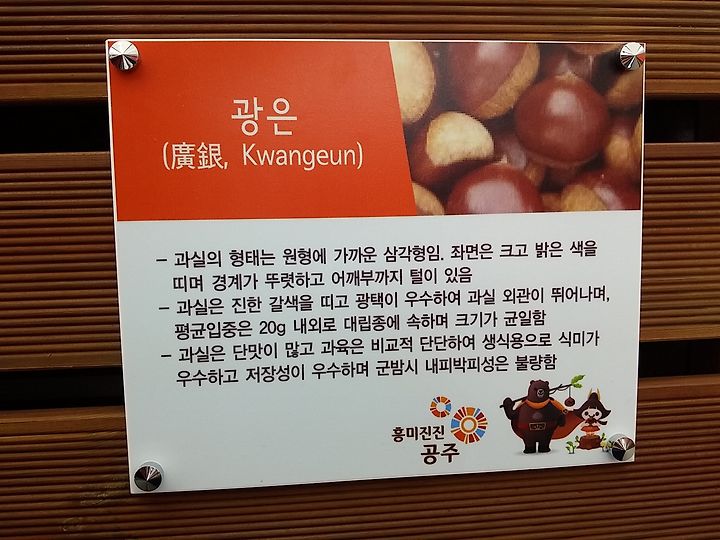 광은
(廣銀, Kwangeun)
– 과실의 형태는 원형에 가까운 삼각형임. 좌면은 크고 밝은 색을
띠며 경계가 뚜렷하고 어깨부까지 털이 있음
– 과실은 진한 갈색을 띠고 광택이 우수하여 과실 외관이 뛰어나며,
평균입중은 20g 내외로 대립종에 속하며 크기가 균일함
– 과실은 단맛이 많고 과육은 비교적 단단하여 생식용으로 식미가
우수하고 저장성이 우수하며 군밤시 내피박피성은 불량함
흥미진진
공주